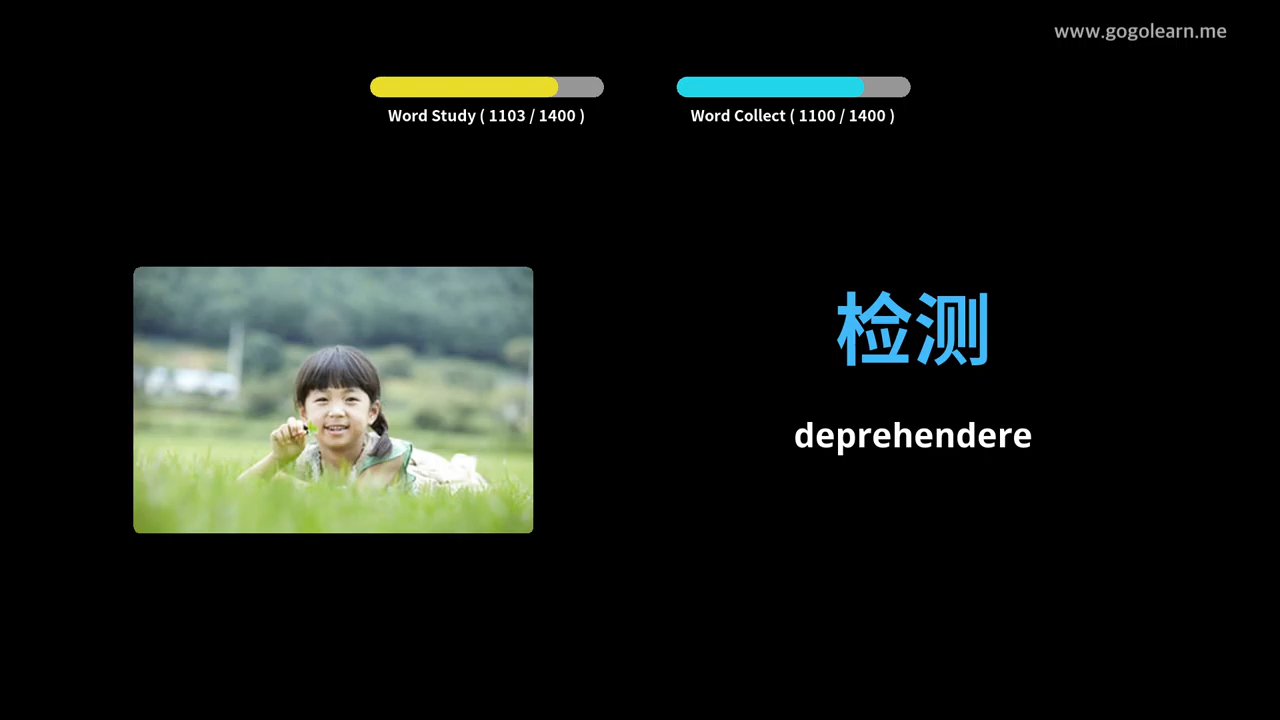 www.gogolearn.me
Word Study ( 1103 / 1400 )
Word Collect ( 1100 / 1400 )
检测
deprehendere